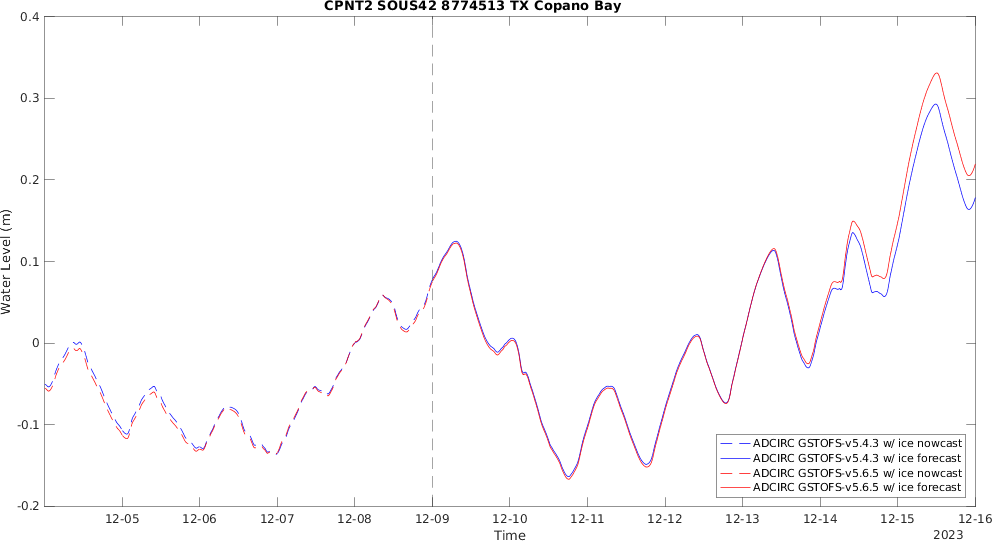 CPNT2 SOUS42 8774513 TX Copano Bay
0.4
0.3
0.2
0.1
0
-0.1
-0.2
Water Level (m)
ADCIRC GSTOFS-v5.4.3 w/ ice nowcast
ADCIRC GSTOFS-v5.4.3 w/ ice forecast
ADCIRC GSTOFS-v5.6.5 w/ ice nowcast
ADCIRC GSTOFS-v5.6.5 w/ ice forecast
12-05 12-06 12-07 12-08 12-09 12-10 12-11 12-12 12-13 12-14 12-15 12-16
Time
2023